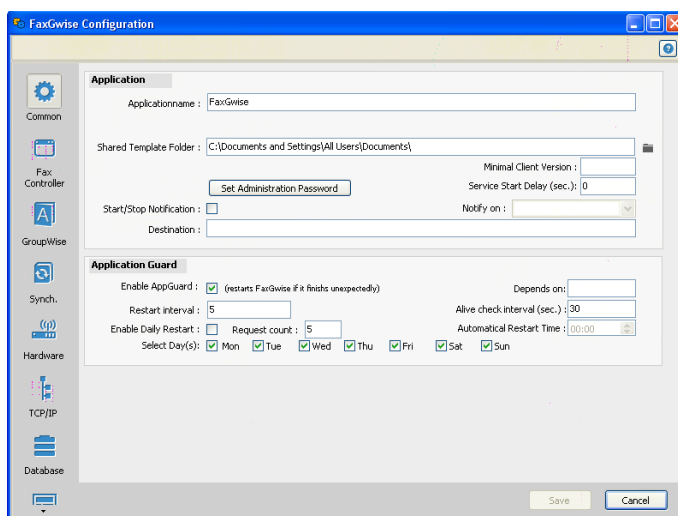 FaxGwise Configuration
Common
Fax
Controller
GroupWise
Synch.
Hardware
TCP/IP
Database
Application
Applicationname : FaxGwise
Shared Template Folder : C:\Documents and Settings\All Users\Documents\
Minimal Client Version :
Set Administration Password
Service Start Delay (sec.): 0
Start/Stop Notification :
Notify on :
Destination :
Application Guard
Enable AppGuard : (restarts FaxGwise if it finishs unexpectedly)
Depends on:
Restart interval : 5
Alive check interval (sec.) : 30
Enable Daily Restart : Request count : 5
Automatical Restart Time : 00:00
Select Day(s): Mon Tue Wed Thu Fri Sat Sun
Save Cancel